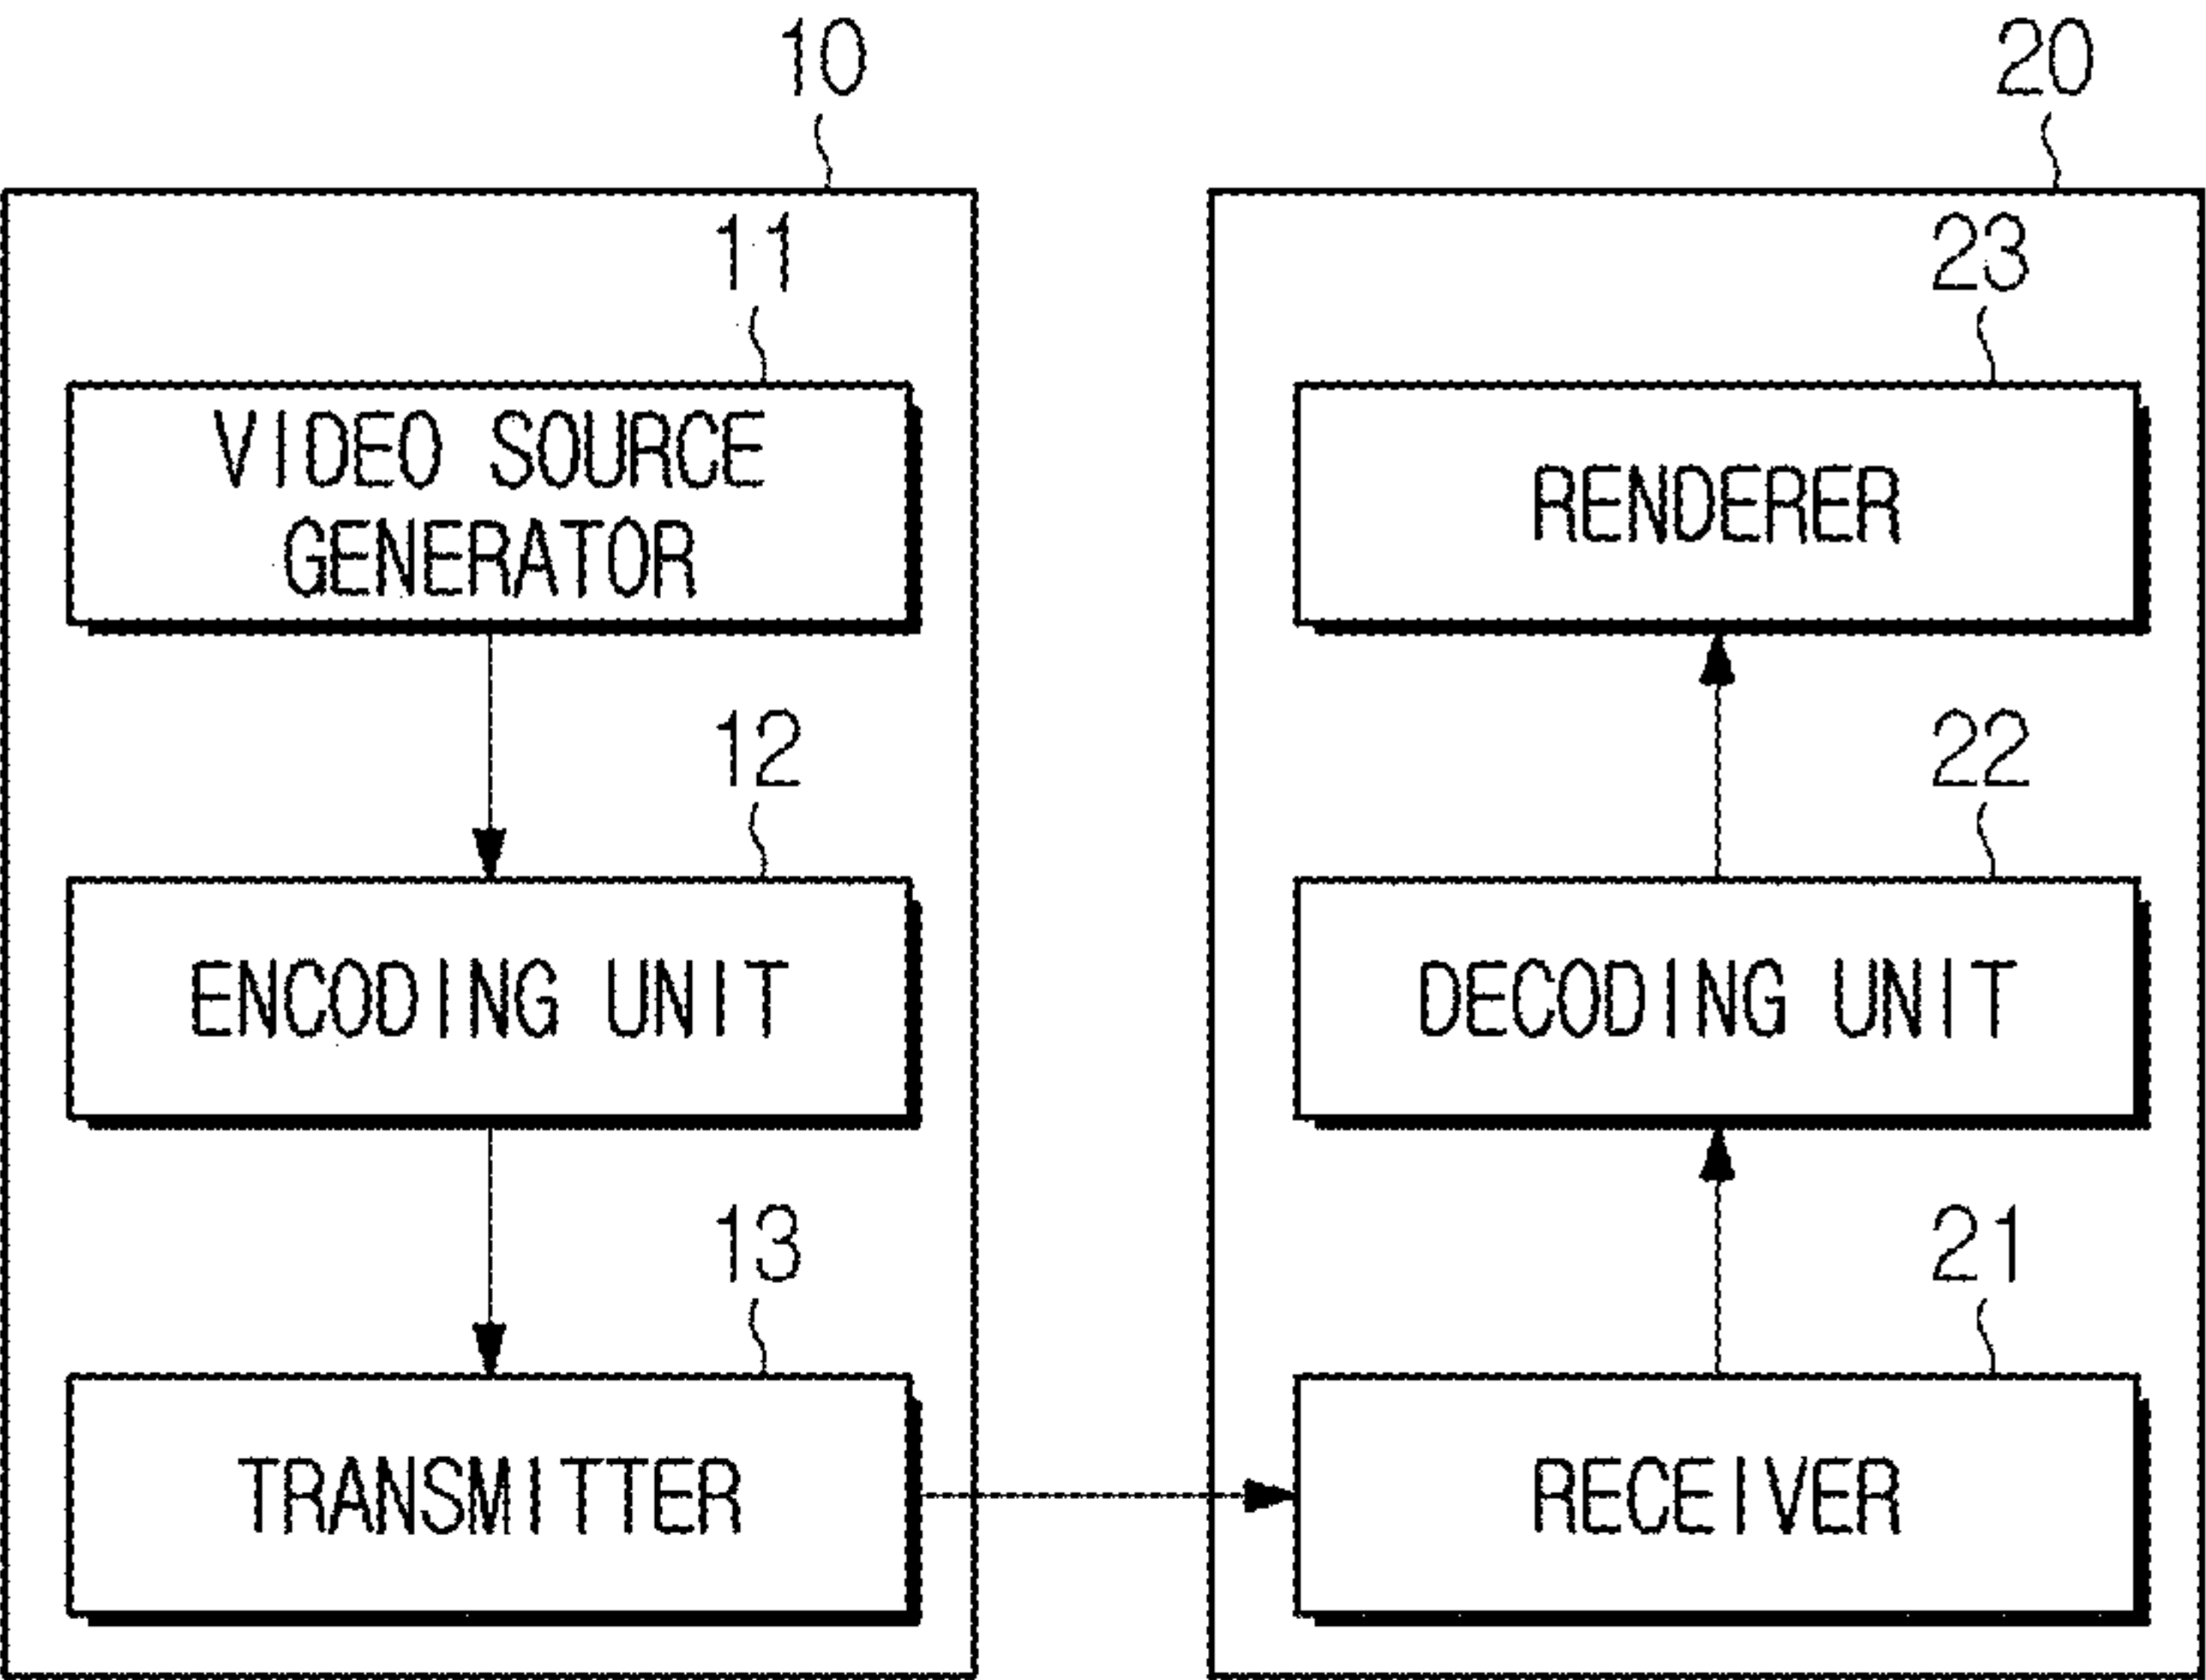 10
11
VIDEO SOURCE
GENERATOR
12
ENCODING UNIT
13
TRANSMITTER
20
23
RENDERER
22
DECODING UNIT
21
RECEIVER